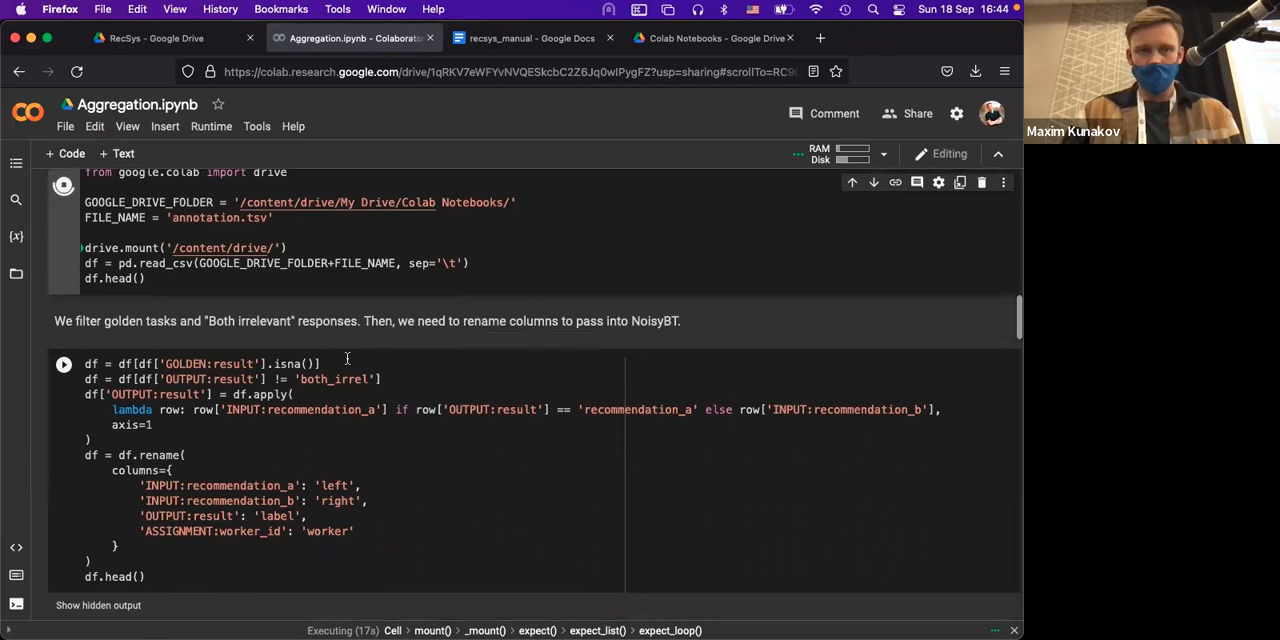 Firefox File Edit View History Bookmarks Tools Window Help Sun 18 Sep 16:44
RecSys - Google Drive Aggregation.ipynb - Colaborato recsys_manual - Google Docs Colab Notebooks - Google Drive
https://colab.research.google.com/drive/1qRKV7eWFYvNVQESkcbC2Z6Jq0wIPygFZ?usp=sharing#scrollTo=RC9
Aggregation.ipynb
Comment Share
File Edit View Insert Runtime Tools Help
+ Code + Text
RAM
Disk
Editing
from google.colab import drive
GOOGLE_DRIVE_FOLDER = '/content/drive/My Drive/Colab Notebooks/'
FILE_NAME = 'annotation.tsv'
drive.mount('/content/drive/')
df = pd.read_csv(GOOGLE_DRIVE_FOLDER+FILE_NAME, sep='\t')
df.head()
We filter golden tasks and "Both irrelevant" responses. Then, we need to rename columns to pass into NoisyBT.
df = df[df['GOLDEN:result'].isna()]
df = df[df['OUTPUT:result'] != 'both_irrel']
df['OUTPUT:result'] = df.apply(
lambda row: row['INPUT:recommendation_a'] if row['OUTPUT:result'] == 'recommendation_a' else row['INPUT:recommendation_b'],
axis=1
)
df = df.rename(
columns={
'INPUT:recommendation_a': 'left',
'INPUT:recommendation_b': 'right',
'OUTPUT:result': 'label',
'ASSIGNMENT:worker_id': 'worker'
}
)
df.head()
Show hidden output
Executing (17s) Cell > mount() > _mount() > expect() > expect_list() > expect_loop()
Maxim Kunakov